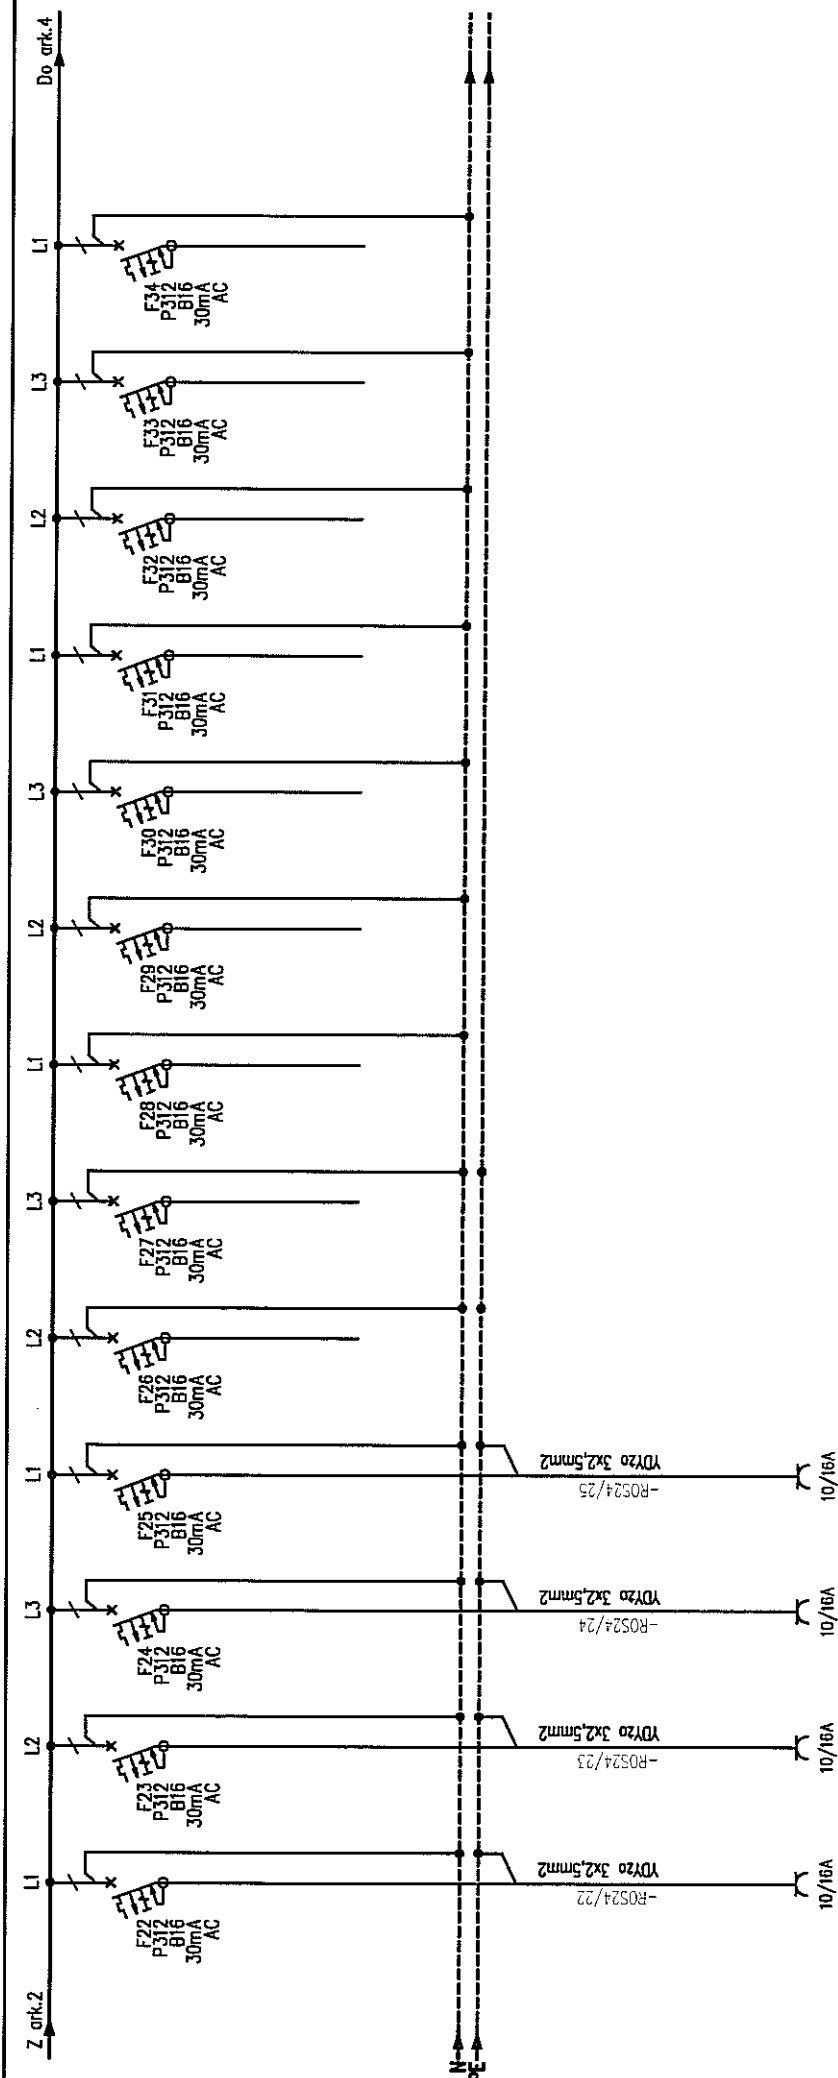 Z ark.2
Do ark.4
L1
F22
P312
B16
30mA
AC
L2
F23
P312
B16
30mA
AC
L3
F24
P312
B16
30mA
AC
L1
F25
P312
B16
30mA
AC
L2
F26
P312
B16
30mA
AC
L3
F27
P312
B16
30mA
AC
L1
F28
P312
B16
30mA
AC
L2
F29
P312
B16
30mA
AC
L3
F30
P312
B16
30mA
AC
L1
F31
P312
B16
30mA
AC
L2
F32
P312
B16
30mA
AC
L3
F33
P312
B16
30mA
AC
L1
F34
P312
B16
30mA
AC
N
PE
-ROS24/22
YDYżo 3x2,5mm2
10/16A
-ROS24/23
YDYżo 3x2,5mm2
10/16A
-ROS24/24
YDYżo 3x2,5mm2
10/16A
-ROS24/25
YDYżo 3x2,5mm2
10/16A